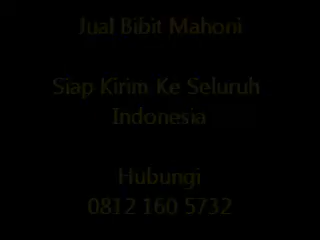 Jual Bibit Mahoni
Siap Kirim Ke Seluruh
Indonesia
Hubungi
0812 160 5732